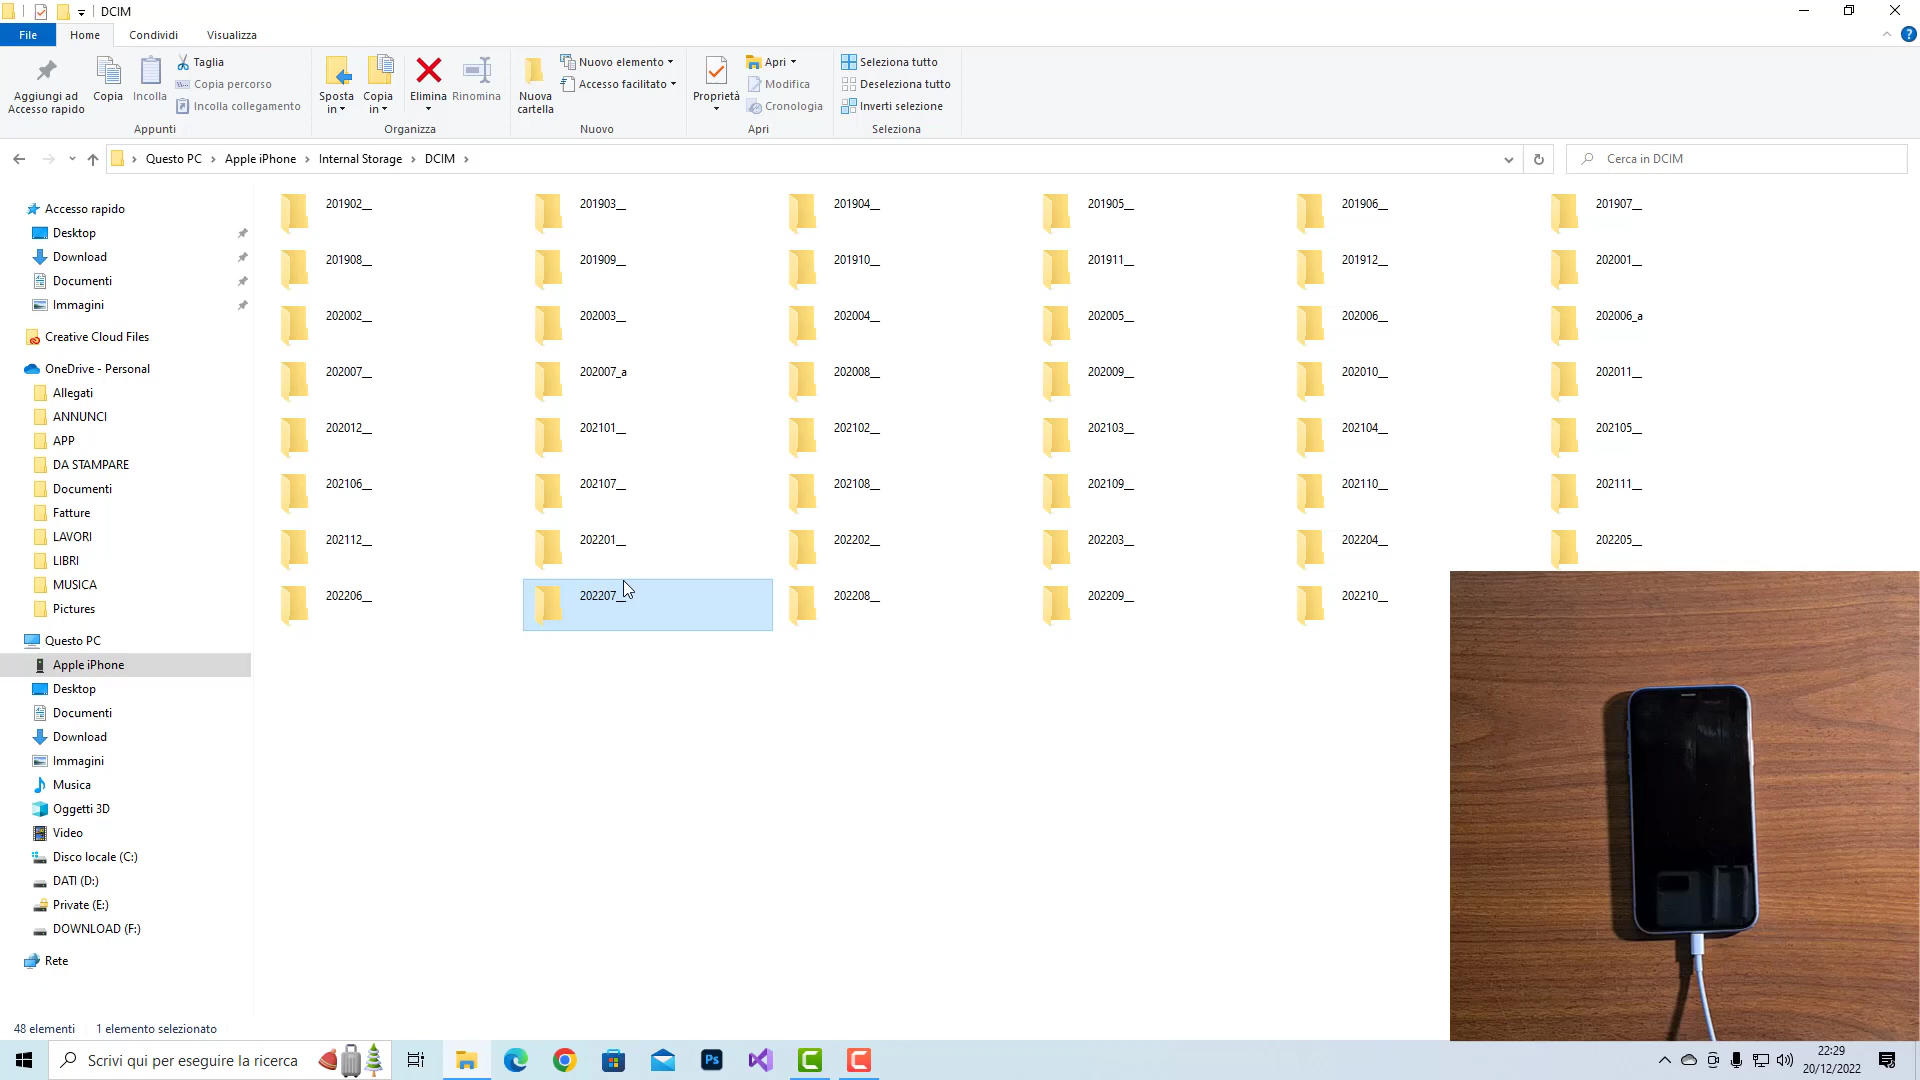 DCIM
File
Home
Condividi
Visualizza
Aggiungi ad
Accesso rapido
Copia
Incolla
Taglia
Copia percorso
Incolla collegamento
Appunti
Sposta
in
Copia
in
Elimina
Rinomina
Organizza
Nuova
cartella
Nuovo elemento
Accesso facilitato
Nuovo
Proprietà
Apri
Modifica
Cronologia
Apri
Seleziona tutto
Deseleziona tutto
Inverti selezione
Seleziona
Questo PC > Apple iPhone > Internal Storage > DCIM >
Cerca in DCIM
Accesso rapido
Desktop
Download
Documenti
Immagini
Creative Cloud Files
OneDrive - Personal
Allegati
ANNUNCI
APP
DA STAMPARE
Documenti
Fatture
LAVORI
LIBRI
MUSICA
Pictures
Questo PC
Apple iPhone
Desktop
Documenti
Download
Immagini
Musica
Oggetti 3D
Video
Disco locale (C:)
DATI (D:)
Private (E:)
DOWNLOAD (F:)
Rete
201902__ 201903__ 201904__ 201905__ 201906__ 201907__
201908__ 201909__ 201910__ 201911__ 201912__ 202001__
202002__ 202003__ 202004__ 202005__ 202006__ 202006_a
202007__ 202007_a 202008__ 202009__ 202010__ 202011__
202012__ 202101__ 202102__ 202103__ 202104__ 202105__
202106__ 202107__ 202108__ 202109__ 202110__ 202111__
202112__ 202201__ 202202__ 202203__ 202204__ 202205__
202206__ 202207__ 202208__ 202209__ 202210__
48 elementi 1 elemento selezionato
Scrivi qui per eseguire la ricerca
Ps
22:29
20/12/2022